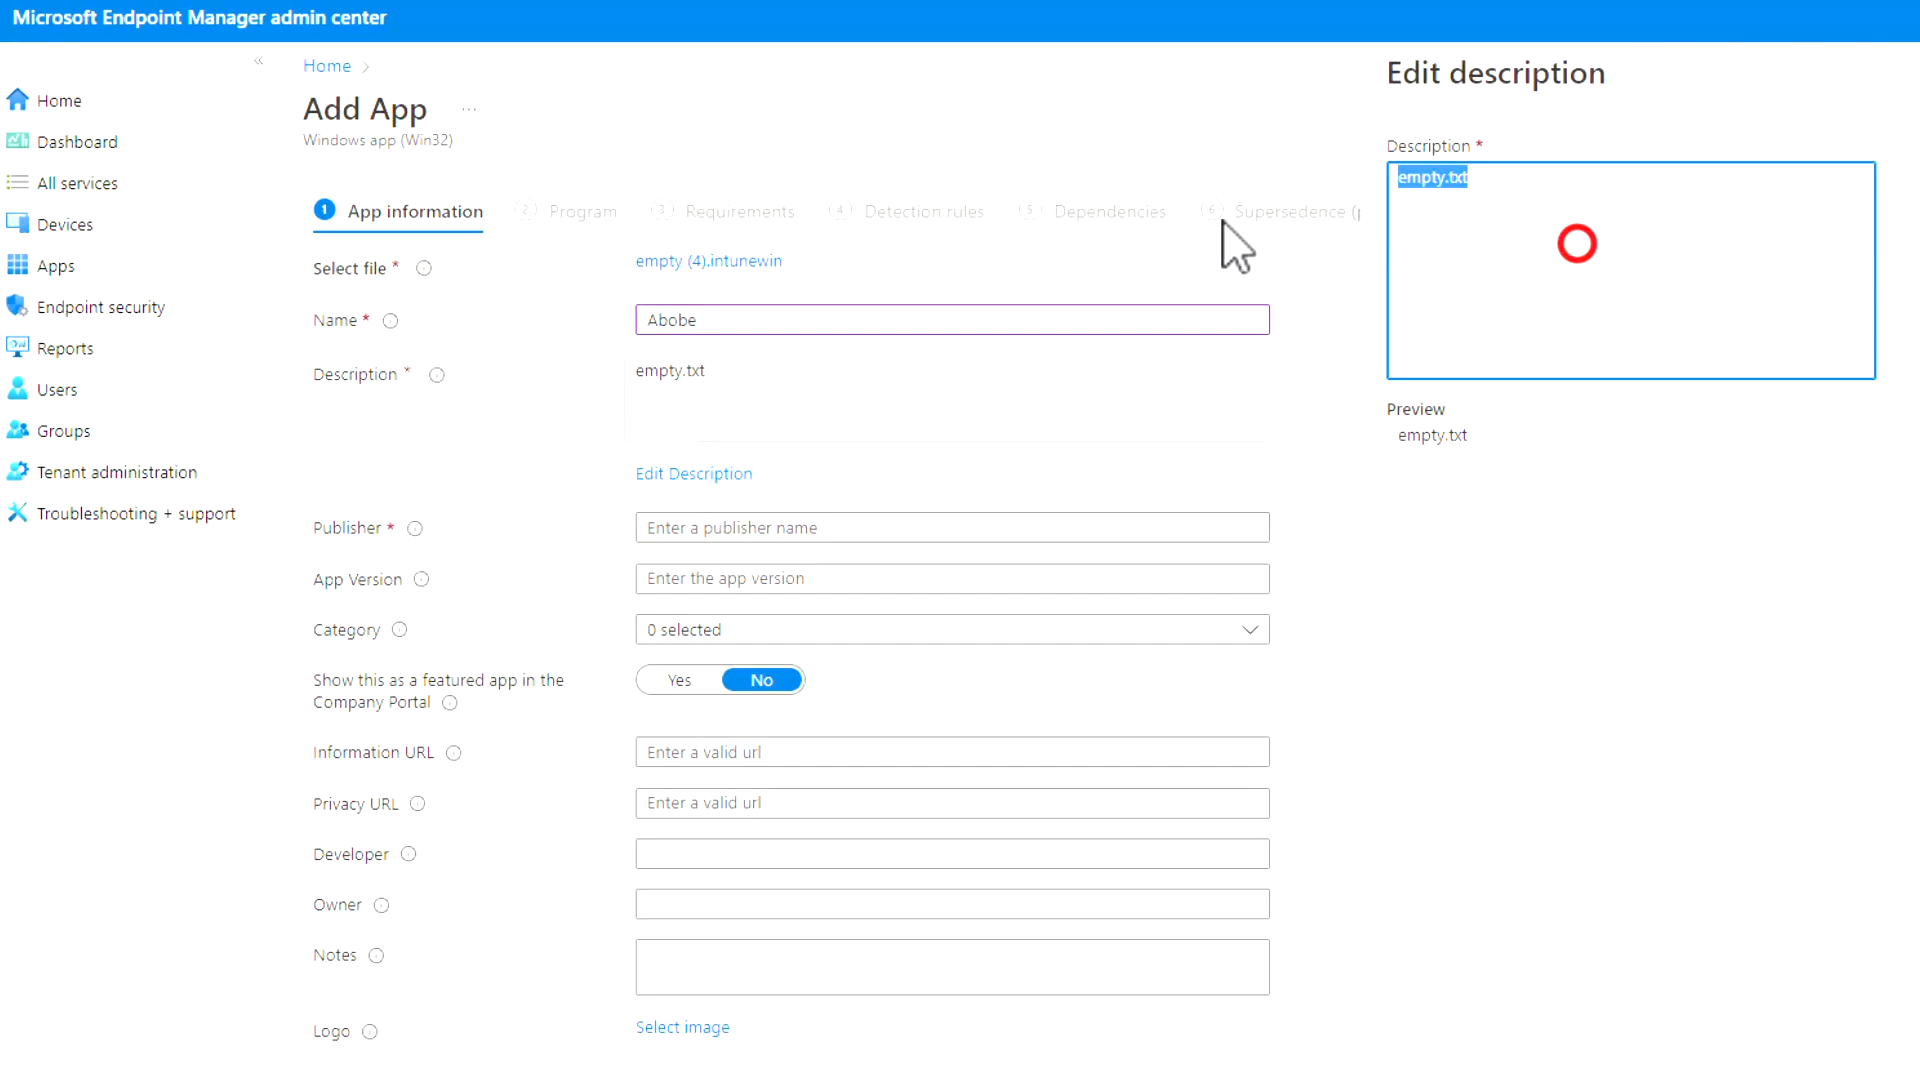 Microsoft Endpoint Manager admin center
«
Home
Dashboard
All services
Devices
Apps
Endpoint security
Reports
Users
Groups
Tenant administration
Troubleshooting + support
Home >
Add App ...
Windows app (Win32)
1 App information 2 Program 3 Requirements 4 Detection rules 5 Dependencies 6 Supersedence (p
Select file * empty (4).intunewin
Name * Abobe
Description * empty.txt
Edit Description
Publisher * Enter a publisher name
App Version Enter the app version
Category 0 selected
Show this as a featured app in the
Company Portal
Yes No
Information URL Enter a valid url
Privacy URL Enter a valid url
Developer
Owner
Notes
Logo Select image
Edit description
Description *
empty.txt
Preview
empty.txt